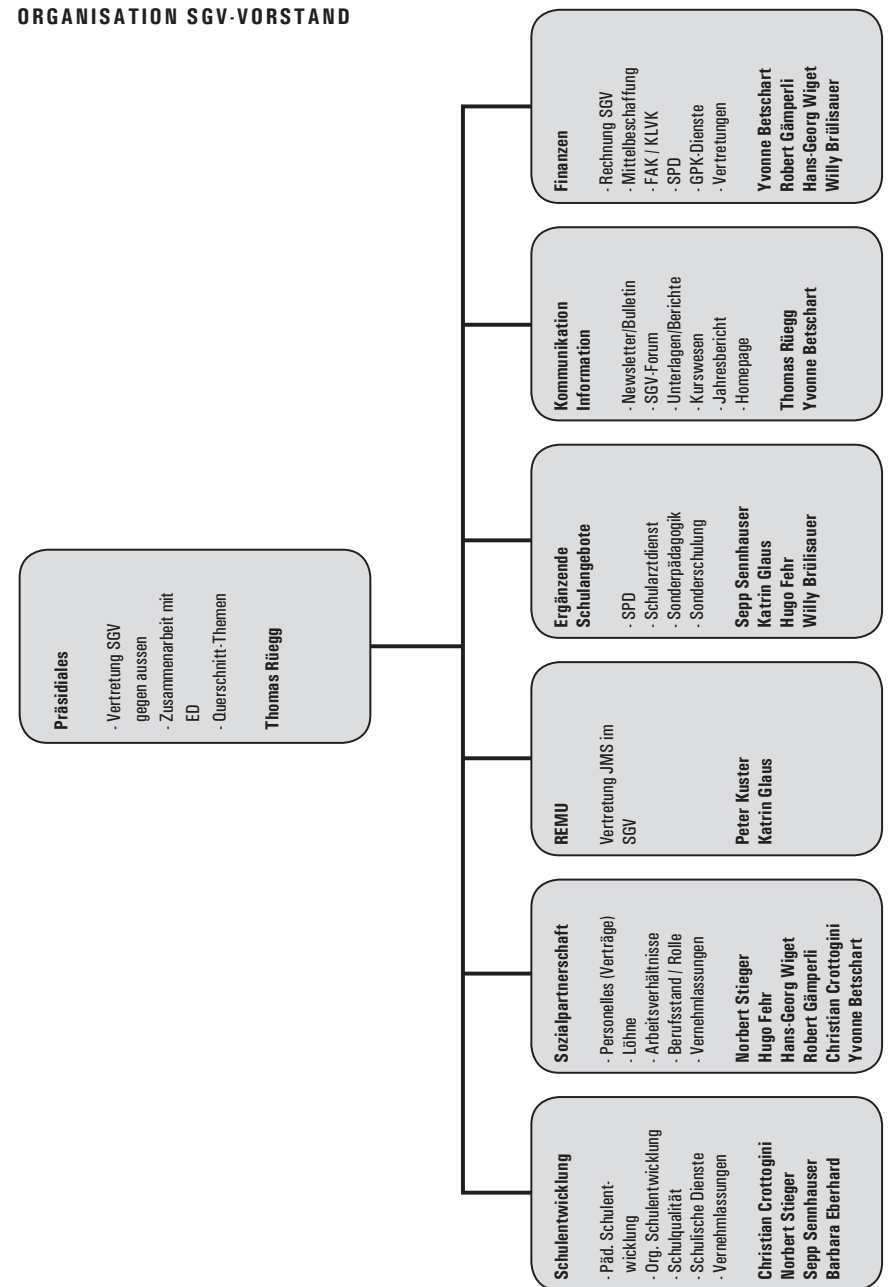 ORGANISATION SGV-VORSTAND
Präsidiales
- Vertretung SGV
gegen aussen
- Zusammenarbeit mit
ED
- Querschnitt-Themen
Thomas Rüegg
Schulentwicklung
- Päd. Schulent-
wicklung
- Org. Schulentwicklung
- Schulqualität
- Schulische Dienste
- Vernehmlassungen
Christian Crottogini
Norbert Stieger
Sepp Sennhauser
Barbara Eberhard
Sozialpartnerschaft
- Personelles (Verträge)
- Löhne
- Arbeitsverhältnisse
- Berufsstand / Rolle
- Vernehmlassungen
Norbert Stieger
Hugo Fehr
Hans-Georg Wiget
Robert Gämperli
Christian Crottogini
Yvonne Betschart
REMU
Vertretung JMS im
SGV
Peter Kuster
Katrin Glaus
Ergänzende
Schulangebote
- SPD
- Schularztdienst
- Sonderpädagogik
- Sonderschulung
Sepp Sennhauser
Katrin Glaus
Hugo Fehr
Willy Brülisauer
Kommunikation
Information
- Newsletter/Bulletin
- SGV-Forum
- Unterlagen/Berichte
- Kurswesen
- Jahresbericht
- Homepage
Thomas Rüegg
Yvonne Betschart
Finanzen
- Rechnung SGV
- Mittelbeschaffung
- FAK / KLVK
- SPD
- GPK-Dienste
- Vertretungen
Yvonne Betschart
Robert Gämperli
Hans-Georg Wiget
Willy Brülisauer